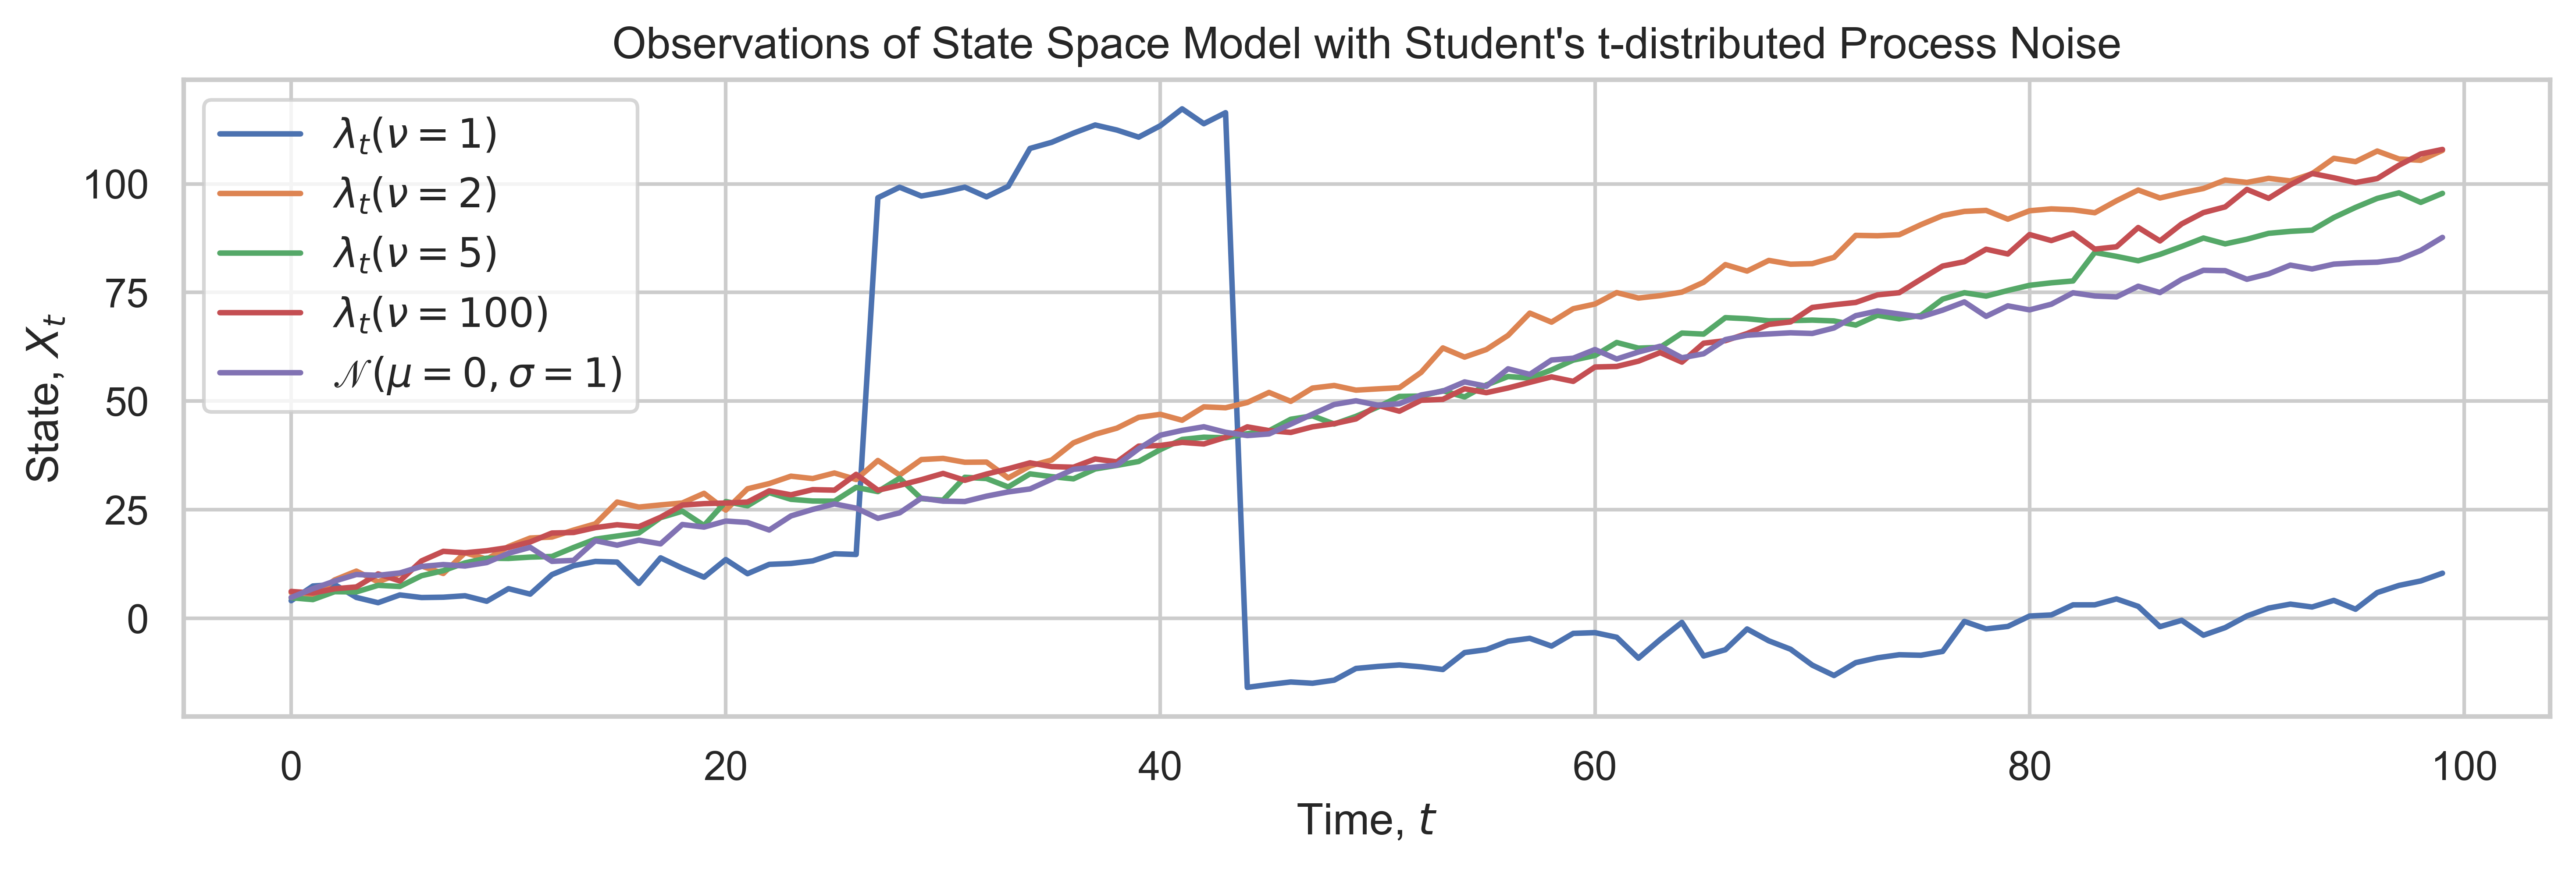 Observations of State Space Model with Student's t-distributed Process Noise
λt(ν = 1)
λt(ν = 2)
λt(ν = 5)
λt(ν = 100)
𝒩(μ = 0, σ = 1)
State, Xt
100
75
50
25
0
0 20 40 60 80 100
Time, t